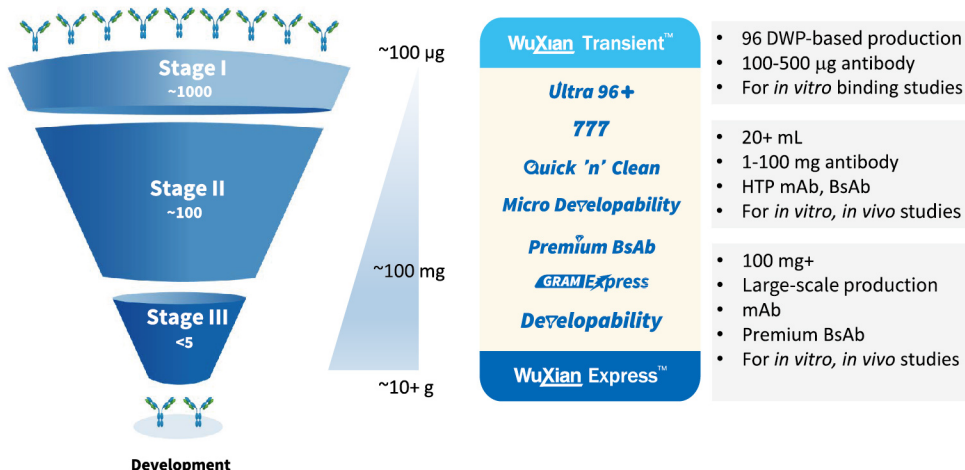 Stage I
~1000
Stage II
~100
Stage III
<5
Development
~100 µg
~100 mg
~10+ g
WuXian Transient™
Ultra 96+
777
Quick 'n' Clean
Micro Developability
Premium BsAb
GRAM Express
Developability
WuXian Express™
• 96 DWP-based production
• 100-500 µg antibody
• For in vitro binding studies
• 20+ mL
• 1-100 mg antibody
• HTP mAb, BsAb
• For in vitro, in vivo studies
• 100 mg+
• Large-scale production
• mAb
• Premium BsAb
• For in vitro, in vivo studies